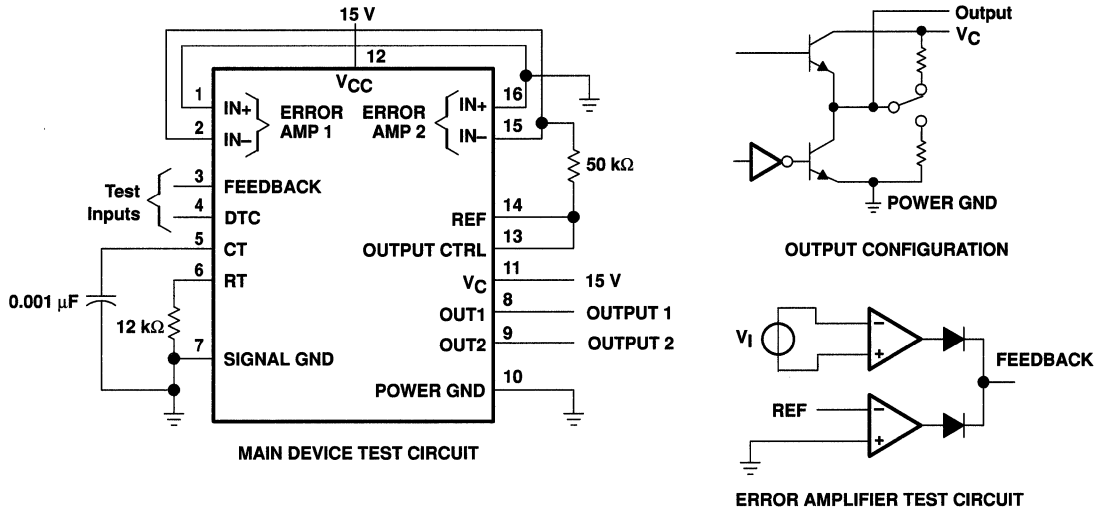 15 V
12
VCC
1
IN+
2
IN–
ERROR
AMP 1
ERROR
AMP 2
IN+
16
IN–
15
50 kΩ
Test
Inputs
3
FEEDBACK
4
DTC
REF
14
5
CT
OUTPUT CTRL
13
6
RT
VC
11
15 V
0.001 µF
12 kΩ
OUT1
8
OUTPUT 1
OUT2
9
OUTPUT 2
7
SIGNAL GND
POWER GND
10
MAIN DEVICE TEST CIRCUIT
Output
VC
POWER GND
OUTPUT CONFIGURATION
VI
–
+
FEEDBACK
REF
–
+
ERROR AMPLIFIER TEST CIRCUIT